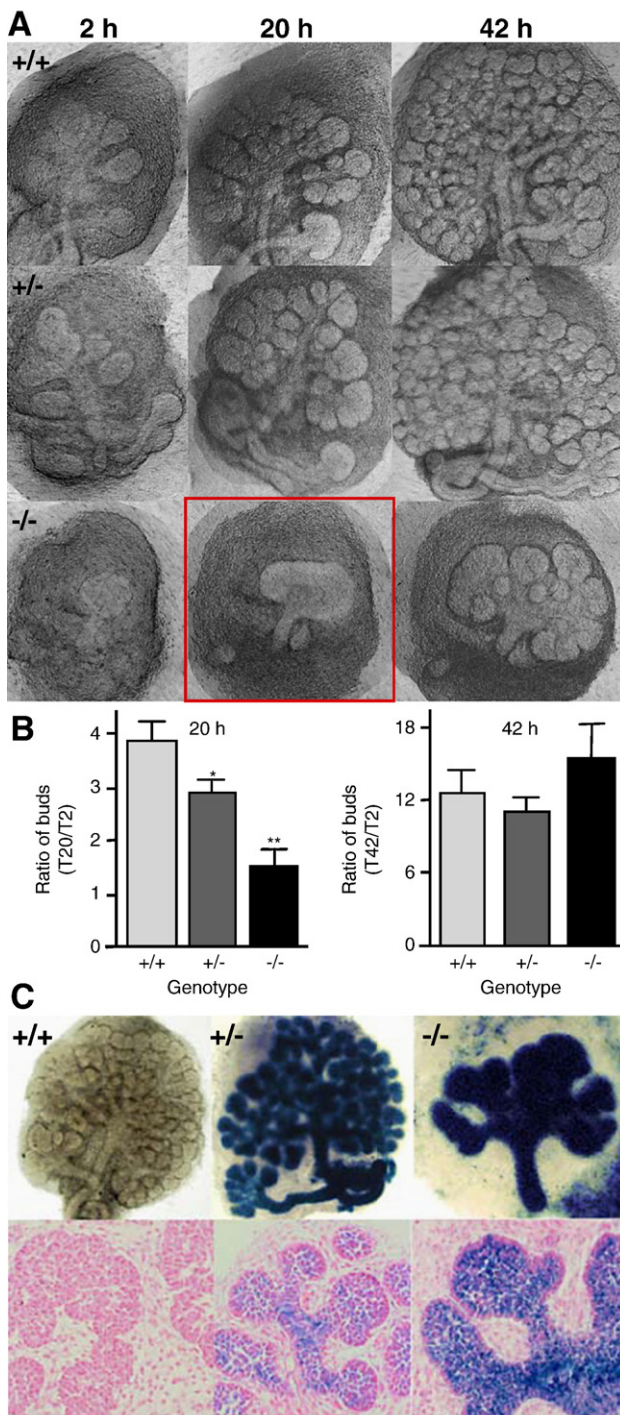 A
2 h 20 h 42 h
+/+
+/-
-/-
B
20 h
Ratio of buds
(T20/T2)
4
3
2
1
0
*
**
+/+ +/- -/-
Genotype
42 h
Ratio of buds
(T42/T2)
18
12
6
0
+/+ +/- -/-
Genotype
C
+/+ +/- -/-